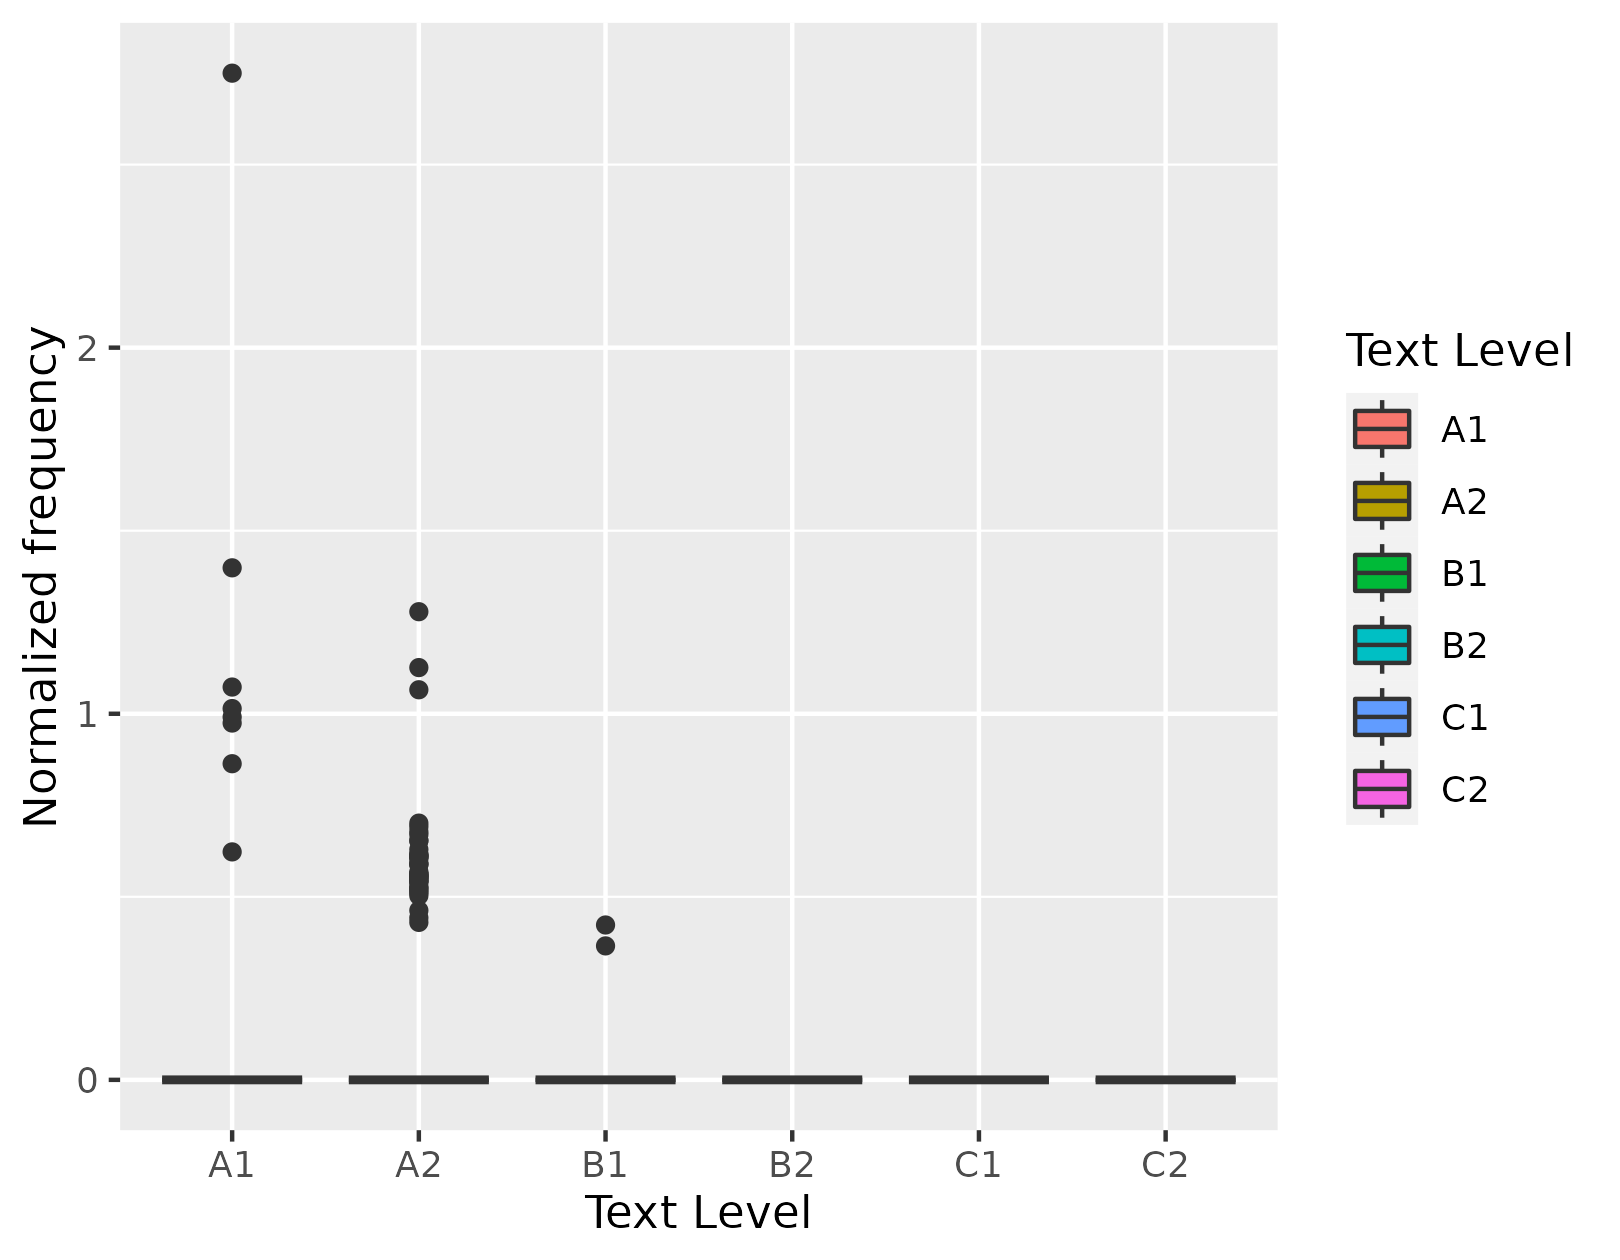 Normalized frequency
2
1
0
A1 A2 B1 B2 C1 C2
Text Level
Text Level
A1
A2
B1
B2
C1
C2